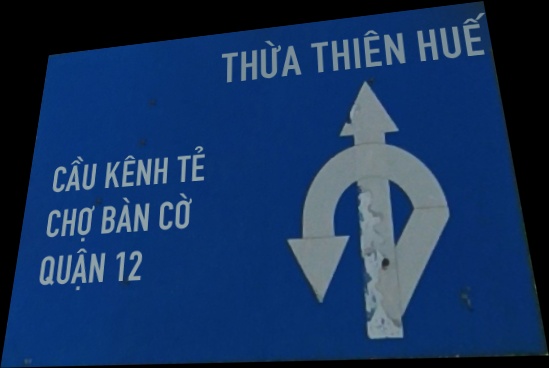 THỪA THIÊN HUẾ
CẦU KÊNH TẺ
CHỢ BÀN CỜ
QUẬN 12